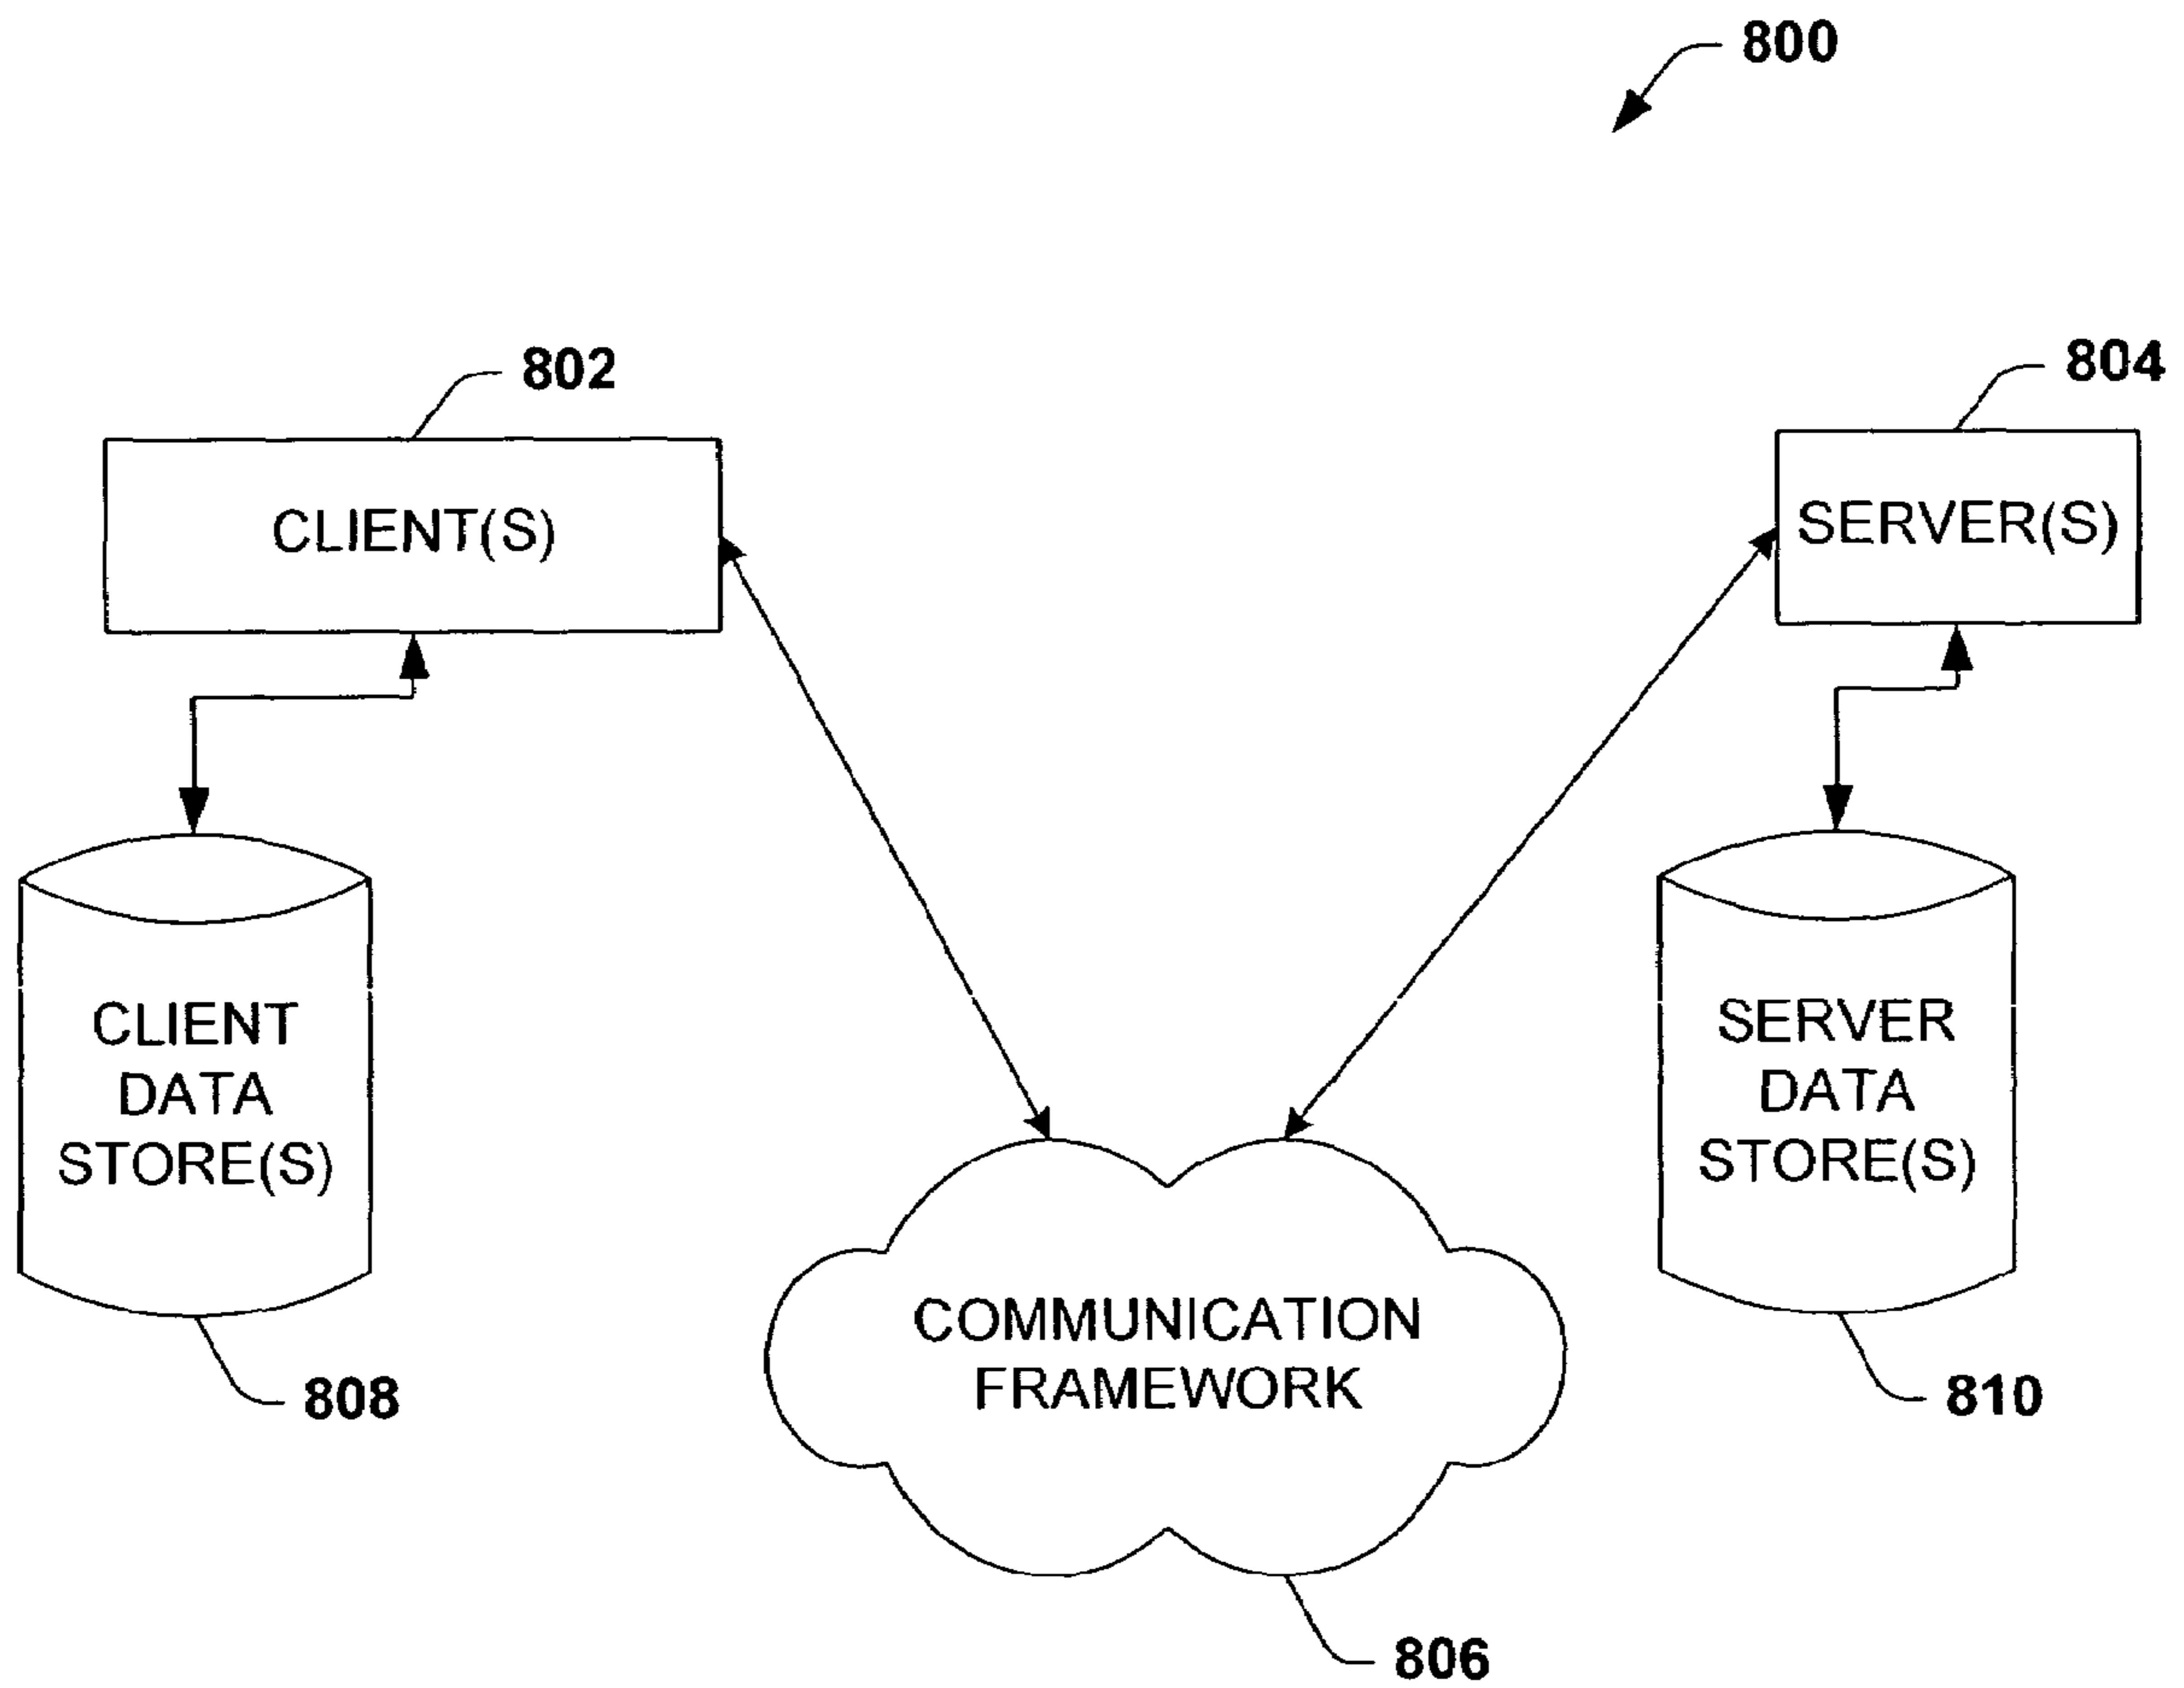 800
802
804
CLIENT(S)
SERVER(S)
CLIENT
DATA
STORE(S)
SERVER
DATA
STORE(S)
COMMUNICATION
FRAMEWORK
808
810
806